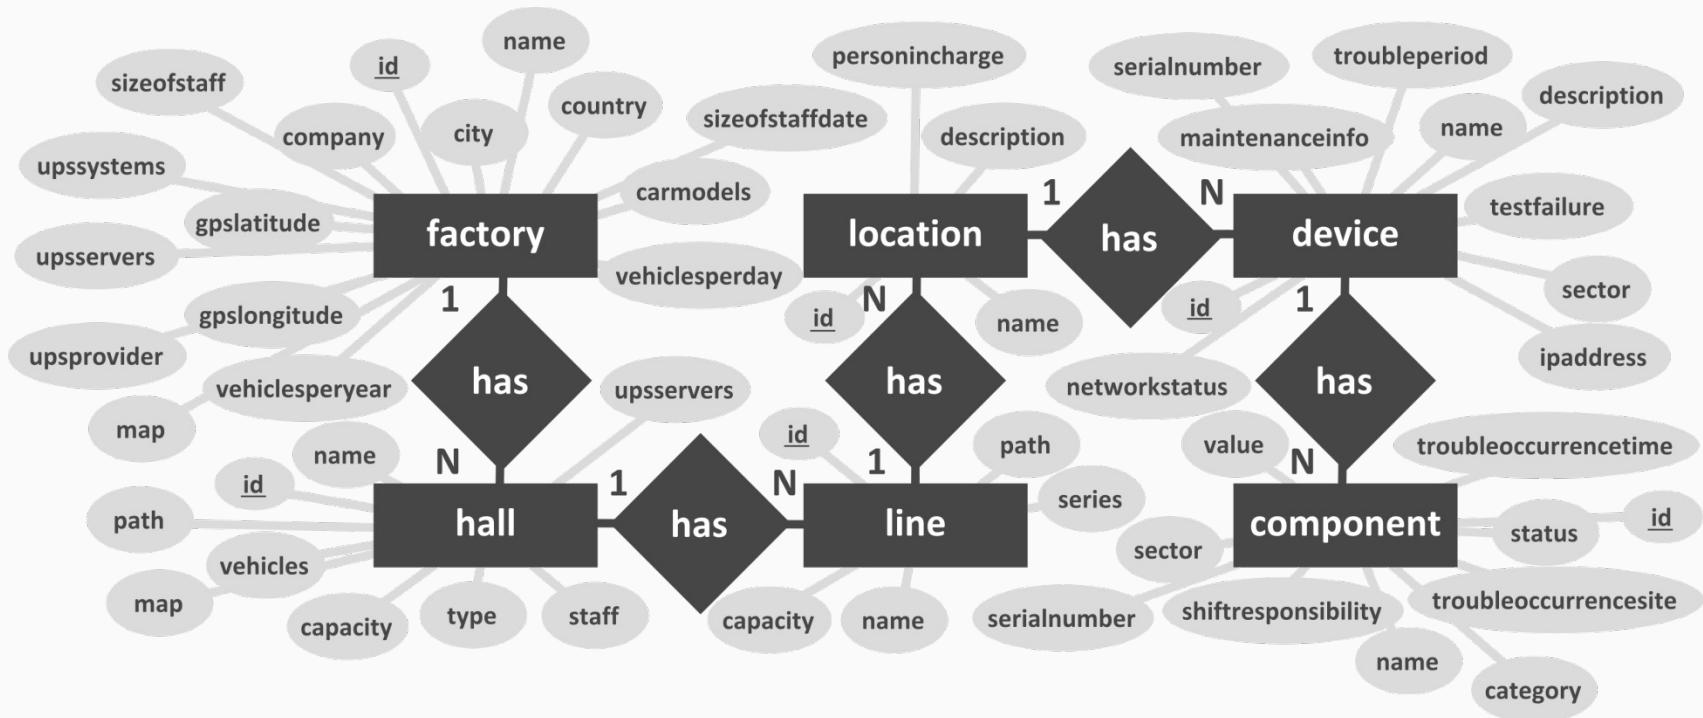 name
personincharge
troubleperiod
id
serialnumber
sizeofstaff
description
country
sizeofstaffdate
company
city
description
maintenanceinfo
name
upssystems
carmodels
gpslatitude
1
N
testfailure
factory
location
has
device
upsservers
vehiclesperday
sector
1
N
id
1
gpslongitude
id
name
upsprovider
ipaddress
has
has
has
vehiclesperyear
upsservers
networkstatus
map
id
path
value
troubleoccurrencetime
name
N
1
N
id
1
N
series
path
hall
has
line
component
id
status
sector
vehicles
map
troubleoccurrencesite
shiftresponsibility
type
staff
serialnumber
capacity
capacity
name
name
category